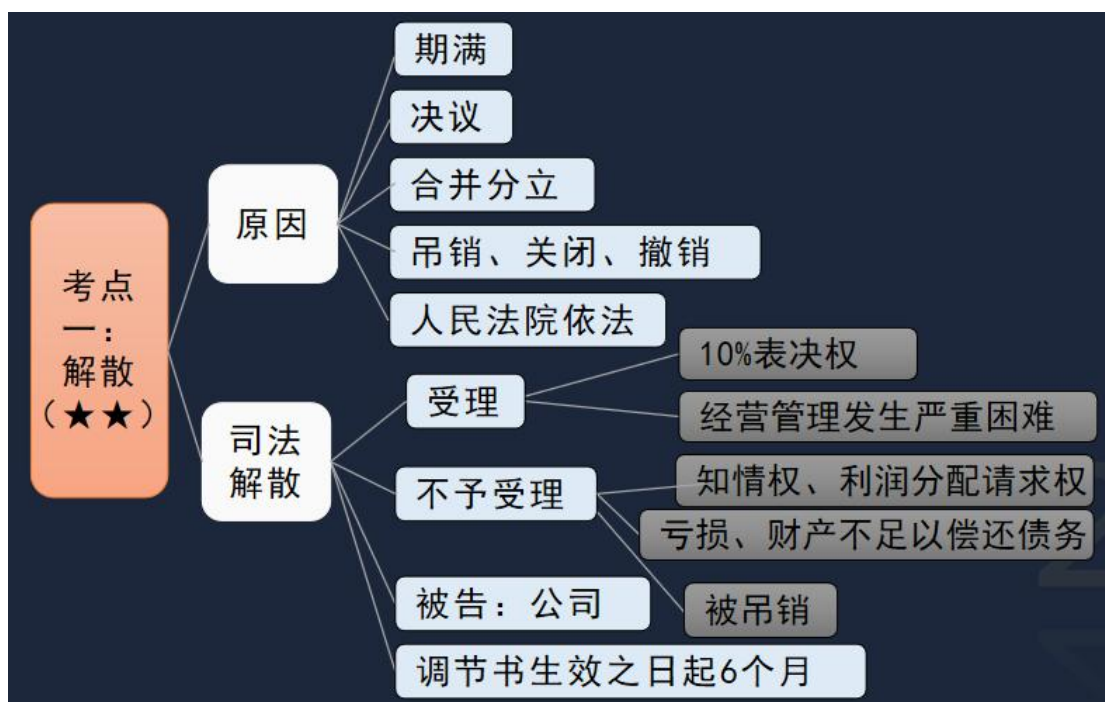 考点
一：
解散
（★★）
原因
期满
决议
合并分立
吊销、关闭、撤销
人民法院依法
司法
解散
受理
10%表决权
经营管理发生严重困难
不予受理
知情权、利润分配请求权
亏损、财产不足以偿还债务
被吊销
被告：公司
调节书生效之日起6个月